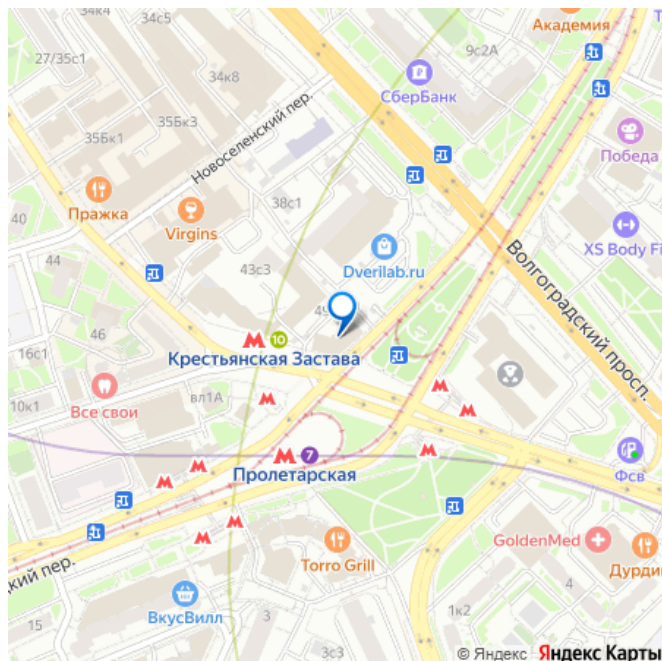 34к4
34с5
Академия
9с2А
27/35с1
34к8
СберБанк
35Бк3
35Бк1
Новоселенский пер.
Победа
Пражка
38с1
40
Virgins
Волгоградский просп.
XS Body Fi
44
43с3
Dverilab.ru
46
10
16с1
Крестьянская Застава
10к1
Все свои
вл1А
7
Пролетарская
Фсв
GoldenMed
Torro Grill
Дурди
кий пер.
4
ВкусВилл
1к2
15
3
3с3
© Яндекс Яндекс Карты